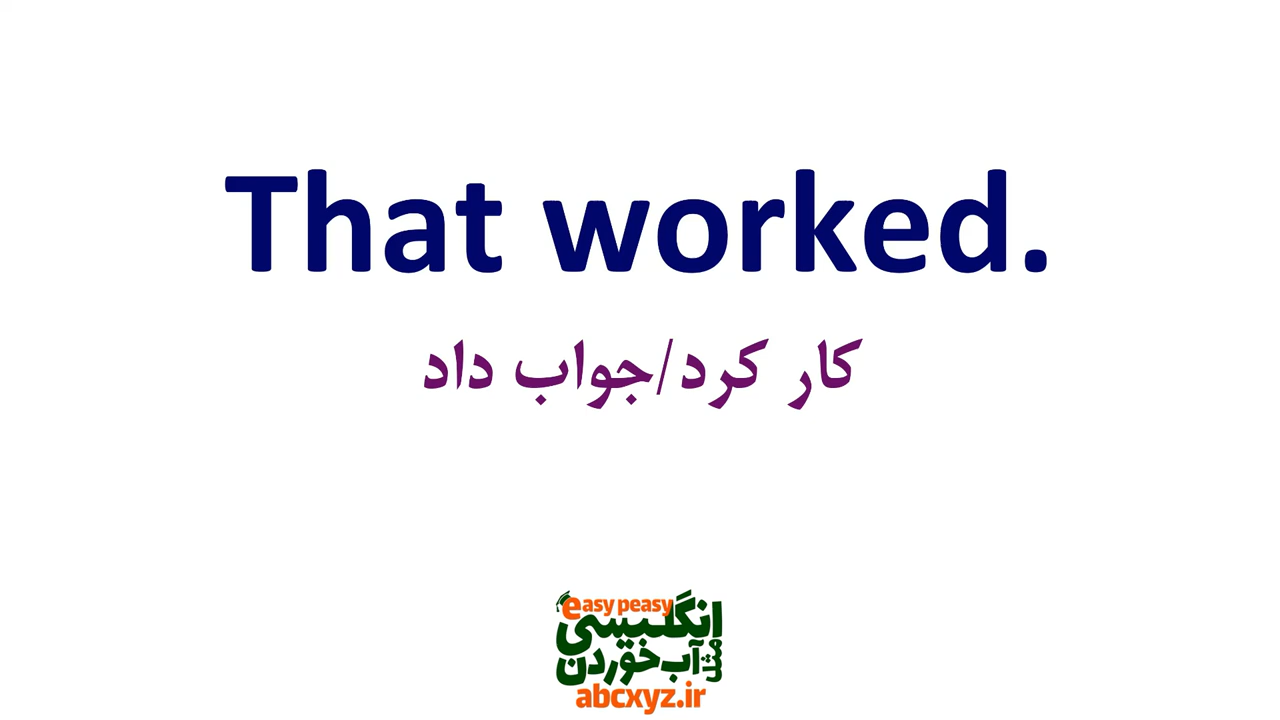 That worked.
کار کرد/جواب داد
easy peasy
انگلیسی
مثل آب خوردن
abcxyz.ir